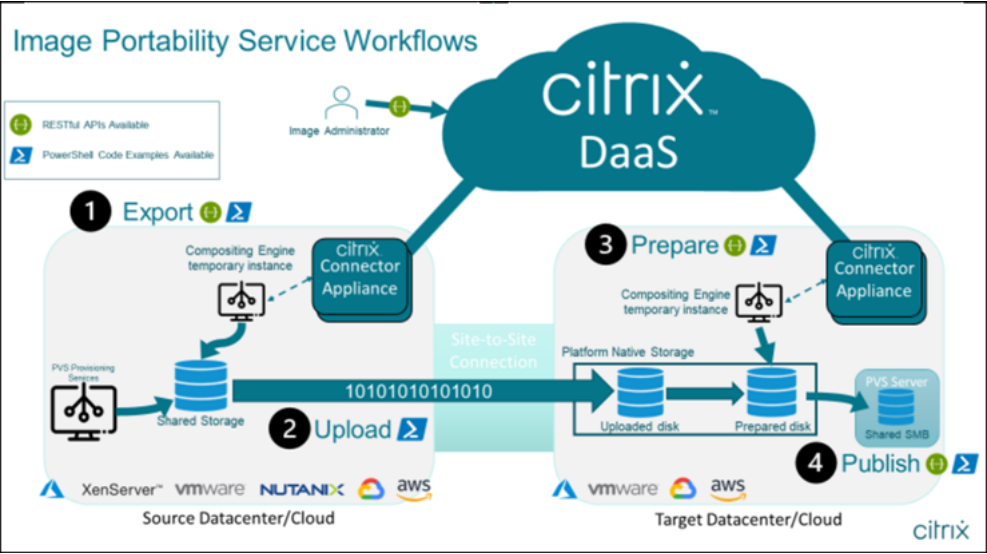 Image Portability Service Workflows
citrix™
DaaS
RESTful APIs Available
PowerShell Code Examples Available
Image Administrator
1 Export
Compositing Engine
temporary instance
citrix
Connector
Appliance
PVS Provisioning
Services
Shared Storage
10101010101010
2 Upload
Site-to-Site
Connection
XenServer™ vmware NUTANIX aws
Source Datacenter/Cloud
3 Prepare
Compositing Engine
temporary instance
citrix
Connector
Appliance
Platform Native Storage
Uploaded disk
Prepared disk
PVS Server
Shared SMB
4 Publish
vmware aws
Target Datacenter/Cloud
citrix